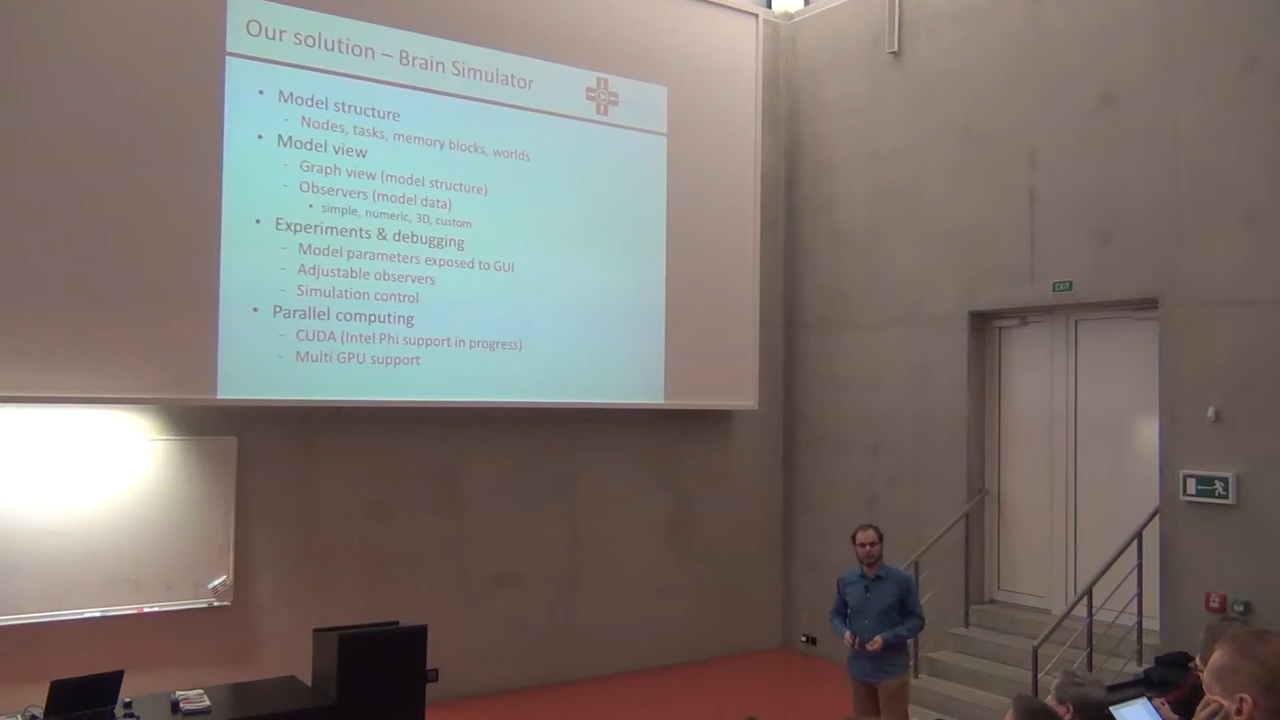 Our solution – Brain Simulator
• Model structure
- Nodes, tasks, memory blocks, worlds
• Model view
- Graph view (model structure)
- Observers (model data)
• simple, numeric, 3D, custom
• Experiments & debugging
- Model parameters exposed to GUI
- Adjustable observers
- Simulation control
• Parallel computing
- CUDA (Intel Phi support in progress)
- Multi GPU support
EXIT